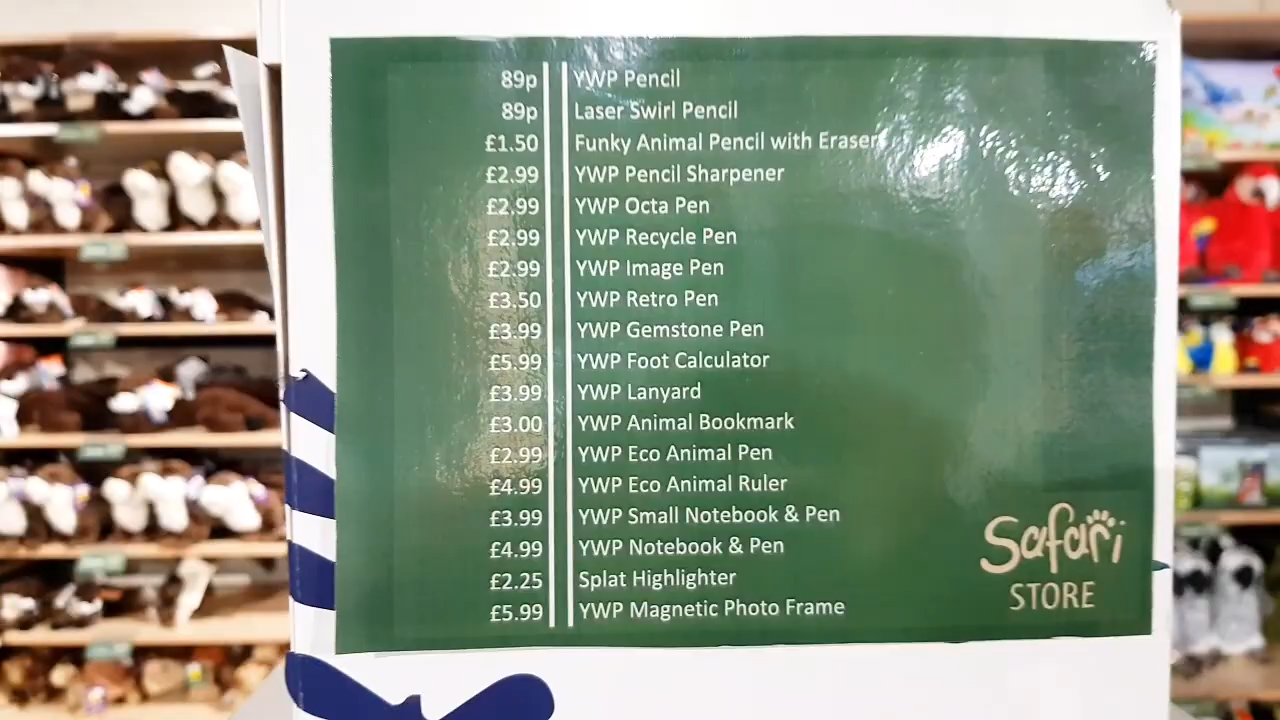 89p YWP Pencil
89p Laser Swirl Pencil
£1.50 Funky Animal Pencil with Eraser
£2.99 YWP Pencil Sharpener
£2.99 YWP Octa Pen
£2.99 YWP Recycle Pen
£2.99 YWP Image Pen
£3.50 YWP Retro Pen
£3.99 YWP Gemstone Pen
£5.99 YWP Foot Calculator
£3.99 YWP Lanyard
£3.00 YWP Animal Bookmark
£2.99 YWP Eco Animal Pen
£4.99 YWP Eco Animal Ruler
£3.99 YWP Small Notebook & Pen
£4.99 YWP Notebook & Pen
£2.25 Splat Highlighter
£5.99 YWP Magnetic Photo Frame
Safari
STORE